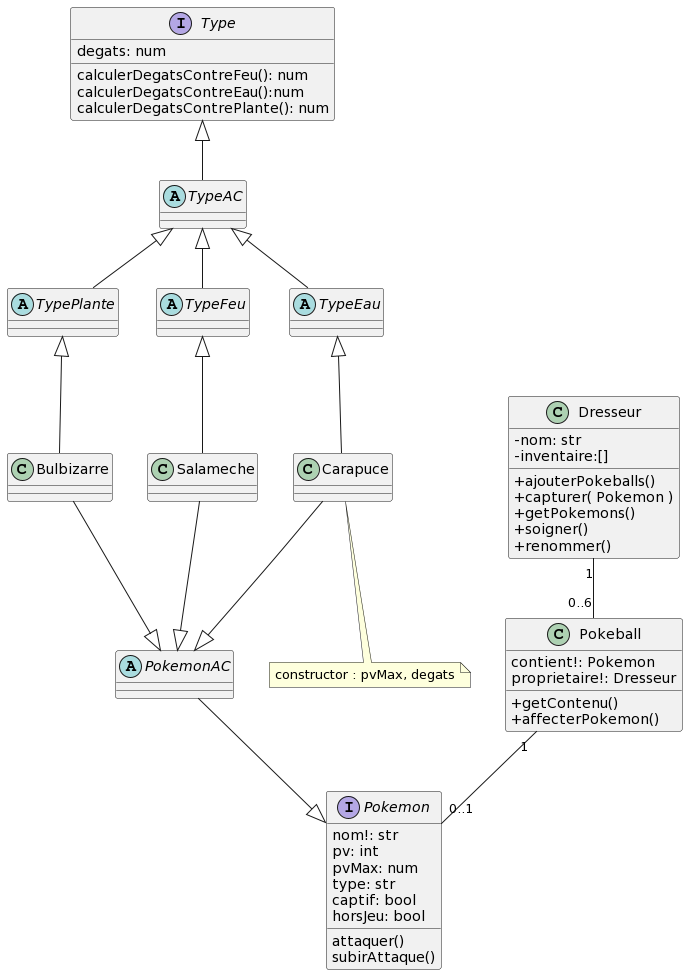 I Type
degats: num
calculerDegatsContreFeu(): num
calculerDegatsContreEau():num
calculerDegatsContrePlante(): num
A TypeAC
A TypePlante
A TypeFeu
A TypeEau
C Bulbizarre
C Salameche
C Carapuce
C Dresseur
-nom: str
-inventaire:[]
+ajouterPokeballs()
+capturer( Pokemon )
+getPokemons()
+soigner()
+renommer()
1
0..6
C Pokeball
contient!: Pokemon
proprietaire!: Dresseur
+getContenu()
+affecterPokemon()
A PokemonAC
constructor : pvMax, degats
1
0..1
I Pokemon
nom!: str
pv: int
pvMax: num
type: str
captif: bool
horsJeu: bool
attaquer()
subirAttaque()